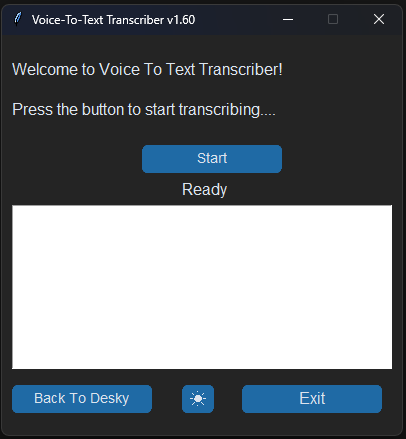 Voice-To-Text Transcriber v1.60
Welcome to Voice To Text Transcriber!
Press the button to start transcribing....
Start
Ready
Back To Desky
Exit